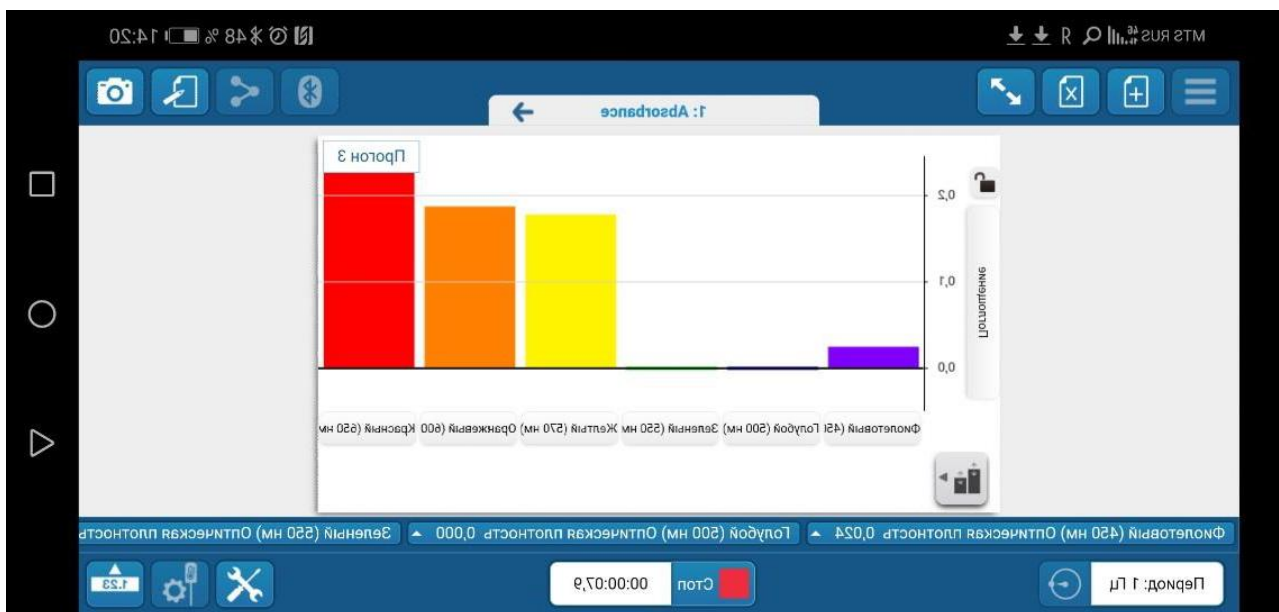 MTS RUS 46 R 48 % 14:20
1: Absorbance
Прогон 3
0,2
0,1
0,0
Поглощение
Фиолетовый (45 Голубой (500 нм) Зеленый (550 нм Желтый (570 нм) Оранжевый (600 Красный (650 нм
Фиолетовый (450 нм) Оптическая плотность 0,024 Голубой (500 нм) Оптическая плотность 0,000 Зеленый (550 нм) Оптическая плотность
Период: 1 Гц Стоп 00:00:07,9 1.23